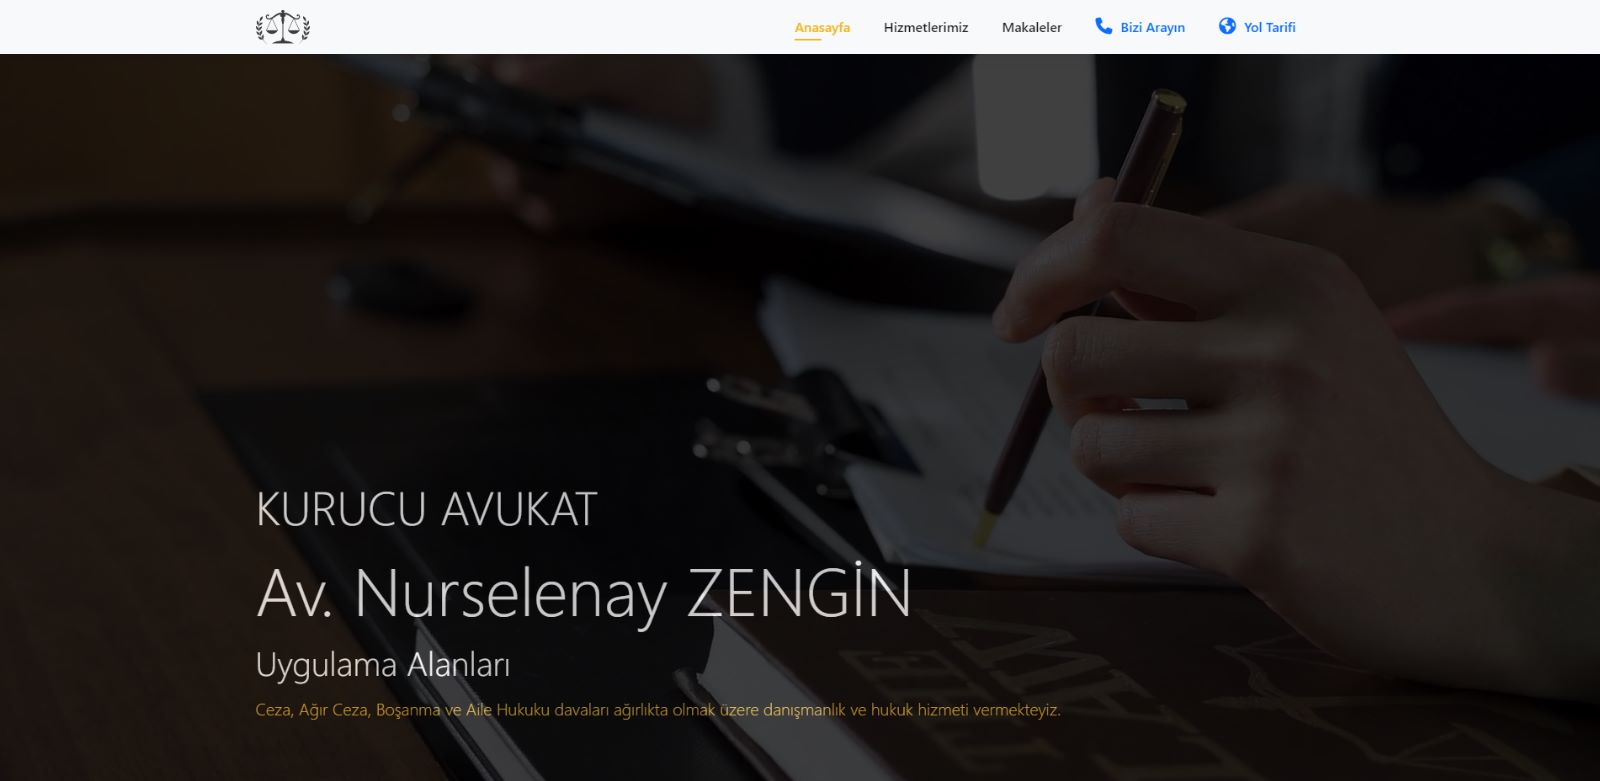 Anasayfa Hizmetlerimiz Makaleler Bizi Arayın Yol Tarifi
KURUCU AVUKAT
Av. Nurselenay ZENGİN
Uygulama Alanları
Ceza, Ağır Ceza, Boşanma ve Aile Hukuku davaları ağırlıkta olmak üzere danışmanlık ve hukuk hizmeti vermekteyiz.